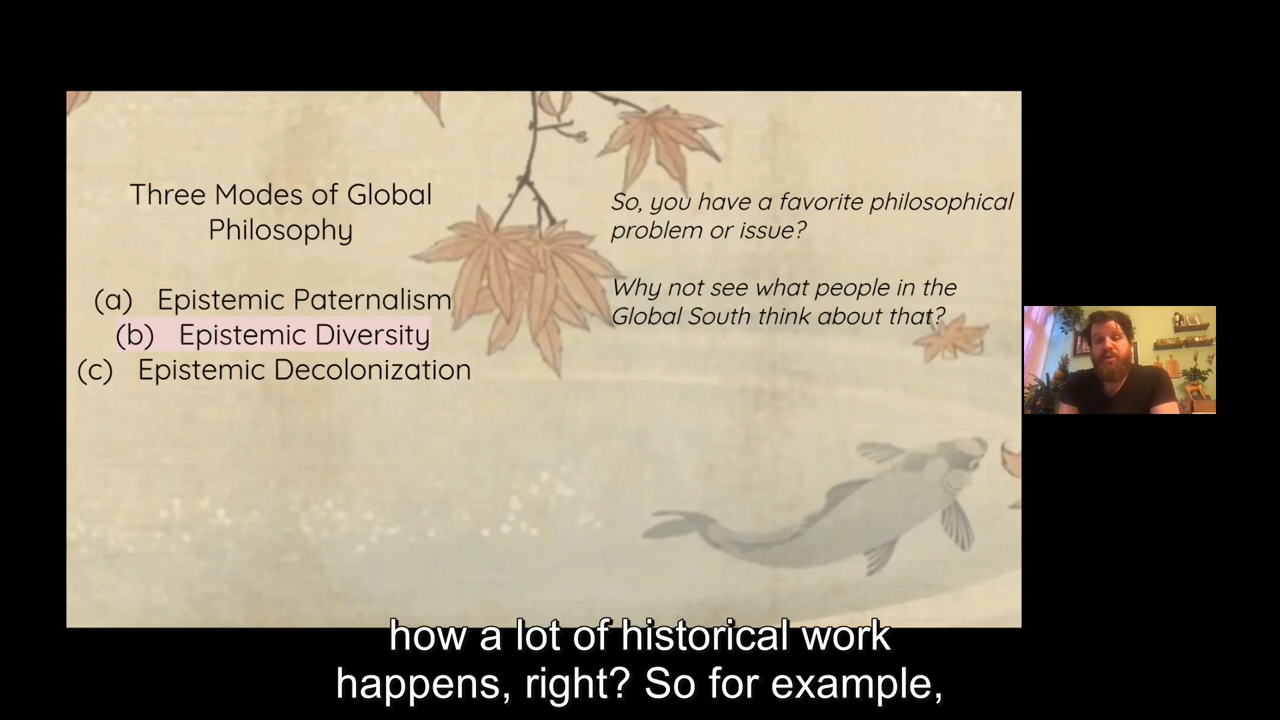 Three Modes of Global
Philosophy
(a) Epistemic Paternalism
(b) Epistemic Diversity
(c) Epistemic Decolonization
So, you have a favorite philosophical
problem or issue?
Why not see what people in the
Global South think about that?
how a lot of historical work
happens, right? So for example,